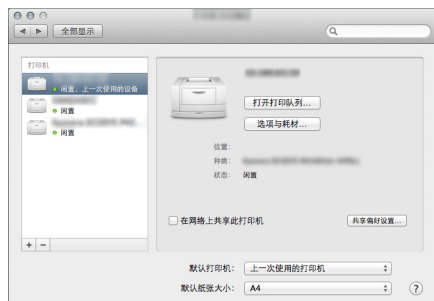 全部显示
打印机
闲置，上一次使用的设备
闲置
闲置
打开打印队列...
选项与耗材...
位置：
种类：
状态： 闲置
在网络上共享此打印机
共享偏好设置...
+ −
默认打印机： 上一次使用的打印机
默认纸张大小： A4
?